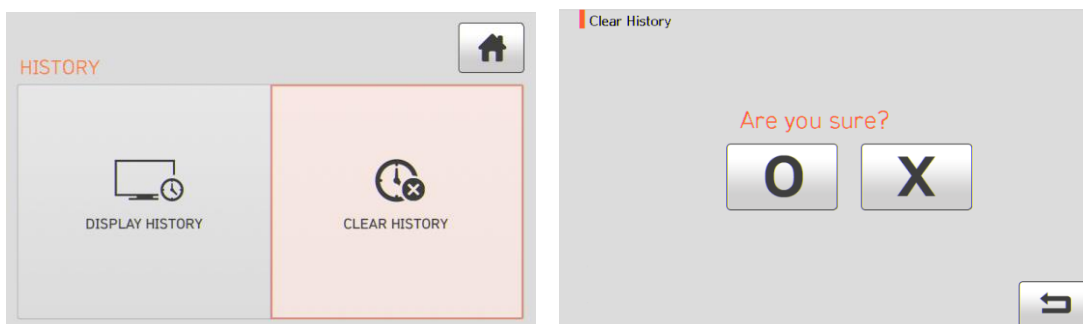 HISTORY
DISPLAY HISTORY
CLEAR HISTORY
Clear History
Are you sure?
O X